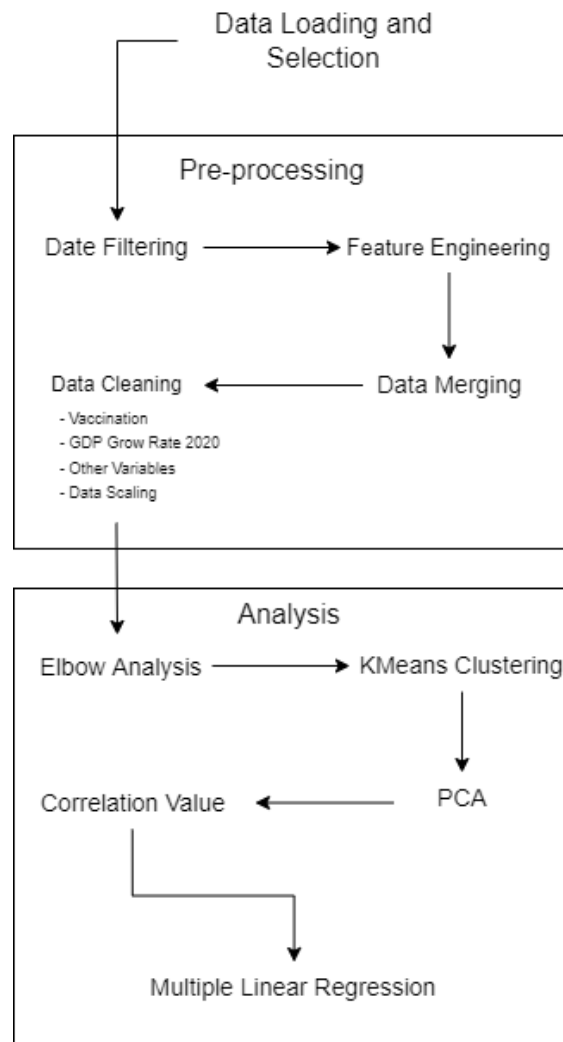 Data Loading and
Selection
Pre-processing
Date Filtering
Feature Engineering
Data Merging
Data Cleaning
- Vaccination
- GDP Grow Rate 2020
- Other Variables
- Data Scaling
Analysis
Elbow Analysis
KMeans Clustering
PCA
Correlation Value
Multiple Linear Regression